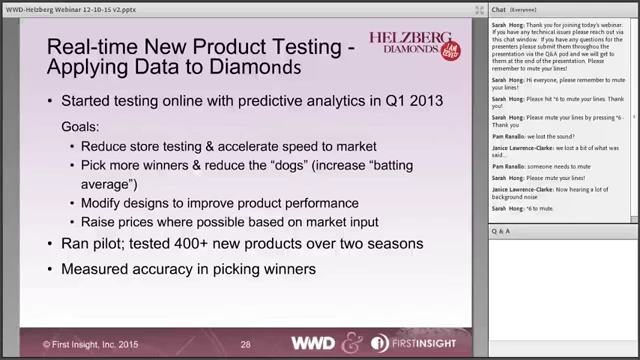 WWD-Helzberg Webinar 12-10-15 v2.pptx
Real-time New Product Testing -
Applying Data to Diamonds
HELZBERG
DIAMONDS
I AM
LOVED
• Started testing online with predictive analytics in Q1 2013
Goals:
• Reduce store testing & accelerate speed to market
• Pick more winners & reduce the “dogs” (increase “batting
average”)
• Modify designs to improve product performance
• Raise prices where possible based on market input
• Ran pilot; tested 400+ new products over two seasons
• Measured accuracy in picking winners
© First Insight, Inc. 2015
28
WWD & FIRSTINSIGHT
Chat (Everyone)
Sarah Hong: Thank you for joining today's webinar.
If you have any technical issues please reach out via
this chat window. If you have any questions for the
presenters please submit them throughout the
presentation via the Q&A pod and we will get to
them at the end of the presentation. Please
remember to mute your lines!
Sarah Hong: Hi everyone, please remember to mute
your lines!
Sarah Hong: Please hit *6 to mute your lines. Thank
you!
Sarah Hong: Please mute your lines by pressing *6 -
Thank you
Pam Ranallo: we lost the sound?
Janice Lawrence-Clarke: we lost a bit of what was
said...
Pam Ranallo: someone needs to mute
Sarah Hong: Please mute your lines!
Janice Lawrence-Clarke: Now hearing a lot of
background noise
Sarah Hong: *6 to mute.
Q & A